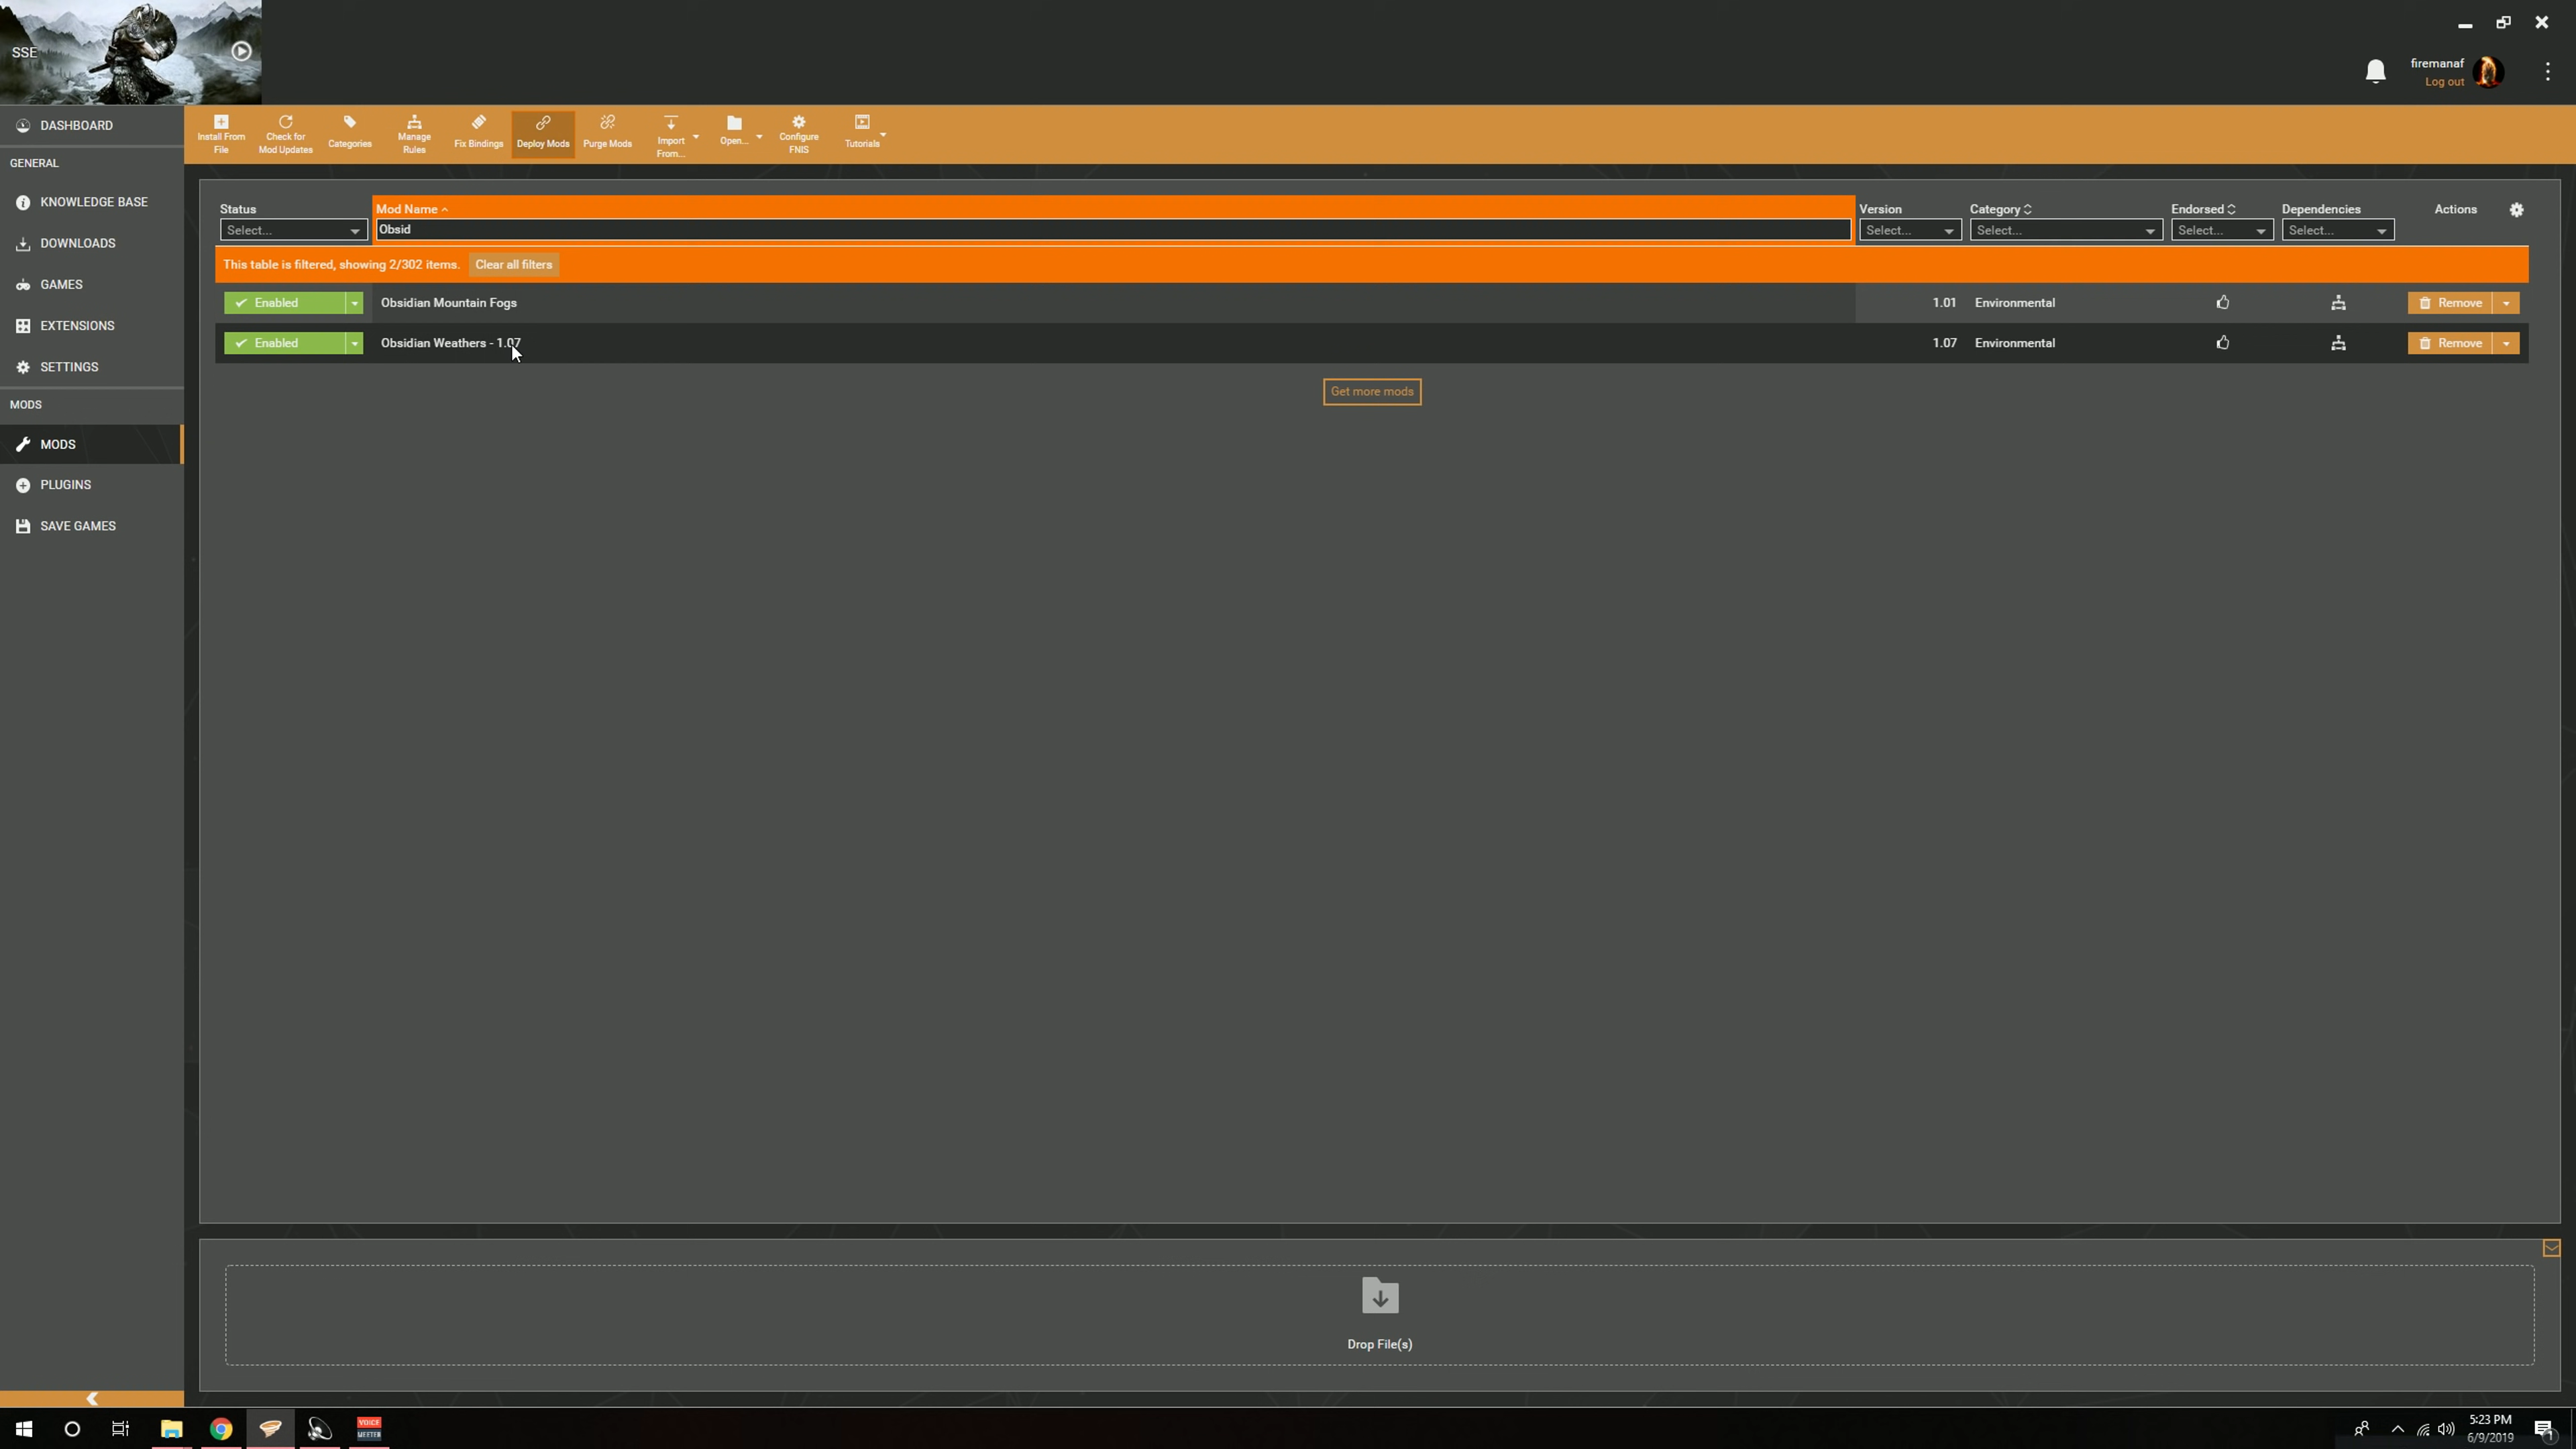 SSE
firemanaf
Log out
DASHBOARD
GENERAL
KNOWLEDGE BASE
DOWNLOADS
GAMES
EXTENSIONS
SETTINGS
MODS
MODS
PLUGINS
SAVE GAMES
Install From
File
Check for
Mod Updates
Categories
Manage
Rules
Fix Bindings
Deploy Mods
Purge Mods
Import
From...
Open...
Configure
FNIS
Tutorials
Status
Mod Name
Version
Category
Endorsed
Dependencies
Actions
Select...
Obsid
Select...
Select...
Select...
Select...
This table is filtered, showing 2/302 items. Clear all filters
Enabled Obsidian Mountain Fogs 1.01 Environmental Remove
Enabled Obsidian Weathers - 1.07 1.07 Environmental Remove
Get more mods
Drop File(s)
VOICE
MEETER
5:23 PM
6/9/2019
1